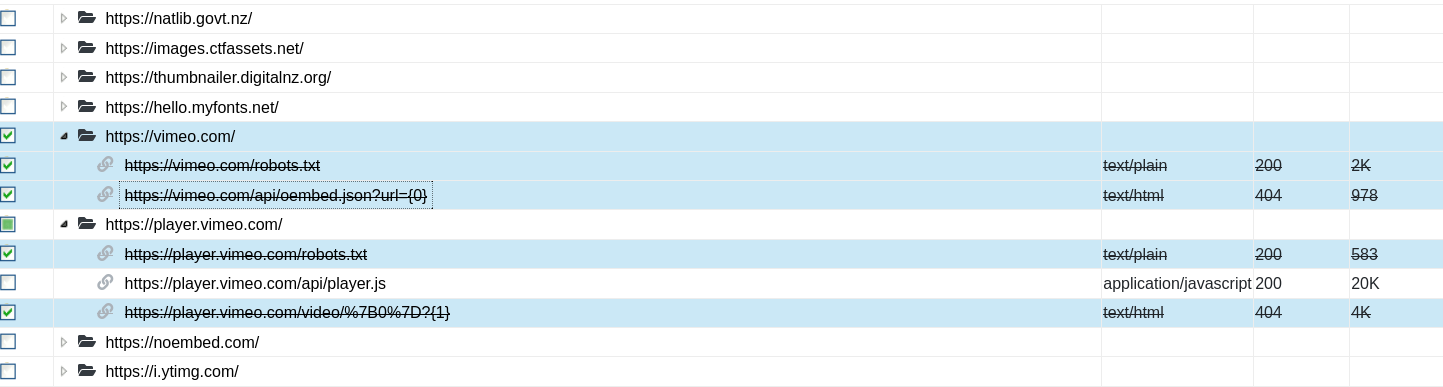 https://natlib.govt.nz/
https://images.ctfassets.net/
https://thumbnailer.digitalnz.org/
https://hello.myfonts.net/
https://vimeo.com/
https://vimeo.com/robots.txt text/plain 200 2K
https://vimeo.com/api/oembed.json?url={0} text/html 404 978
https://player.vimeo.com/
https://player.vimeo.com/robots.txt text/plain 200 583
https://player.vimeo.com/api/player.js application/javascript 200 20K
https://player.vimeo.com/video/%7B0%7D?{1} text/html 404 4K
https://noembed.com/
https://i.ytimg.com/